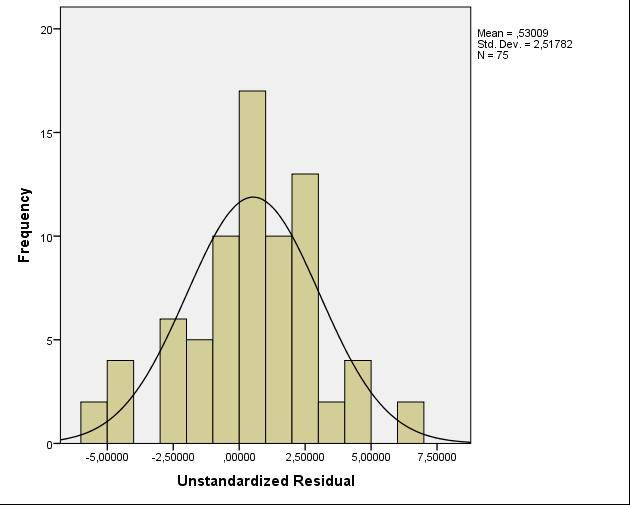 Mean = ,53009
Std. Dev. = 2,51782
N = 75
20
15
10
5
0
Frequency
-5,00000 -2,50000 ,00000 2,50000 5,00000 7,50000
Unstandardized Residual